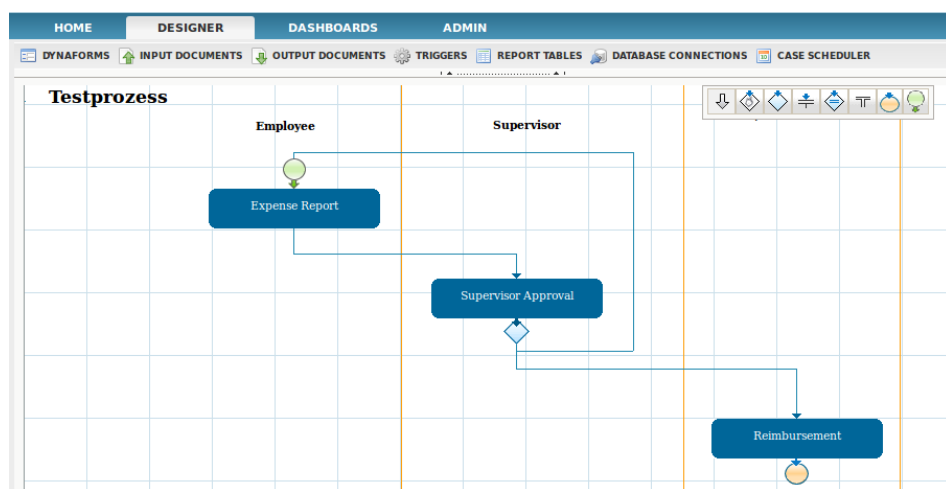 HOME DESIGNER DASHBOARDS ADMIN
DYNAFORMS INPUT DOCUMENTS OUTPUT DOCUMENTS TRIGGERS REPORT TABLES DATABASE CONNECTIONS CASE SCHEDULER
Testprozess
Employee Supervisor
Expense Report
Supervisor Approval
Reimbursement